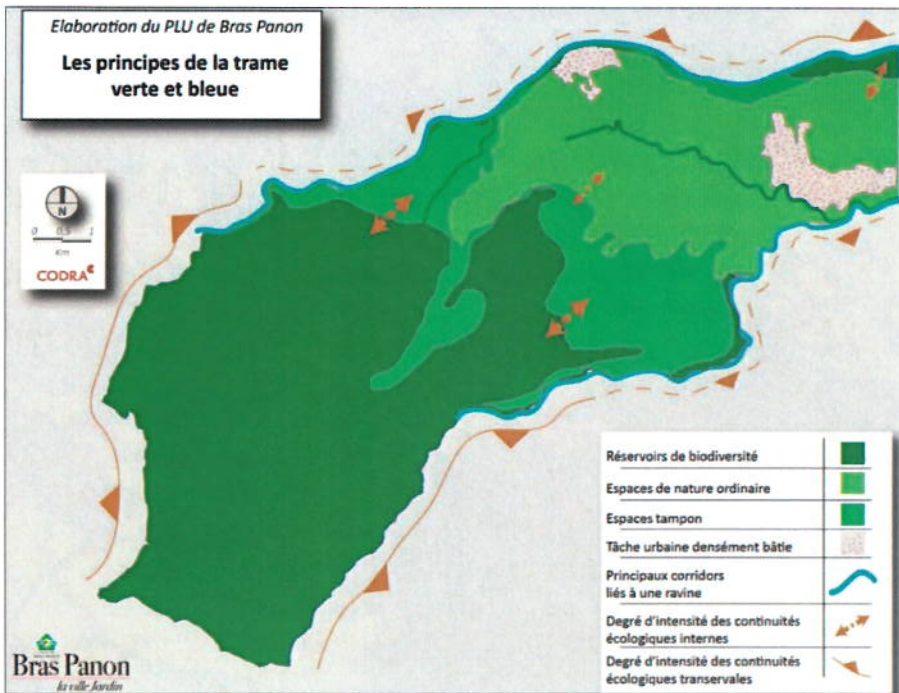 Elaboration du PLU de Bras Panon
Les principes de la trame
verte et bleue
N
0 0,5 1
Km
CODRA
Réservoirs de biodiversité
Espaces de nature ordinaire
Espaces tampon
Tâche urbaine densément bâtie
Principaux corridors
liés à une ravine
Degré d'intensité des continuités
écologiques internes
Degré d'intensité des continuités
écologiques transervales
Bras Panon
la ville Jardin